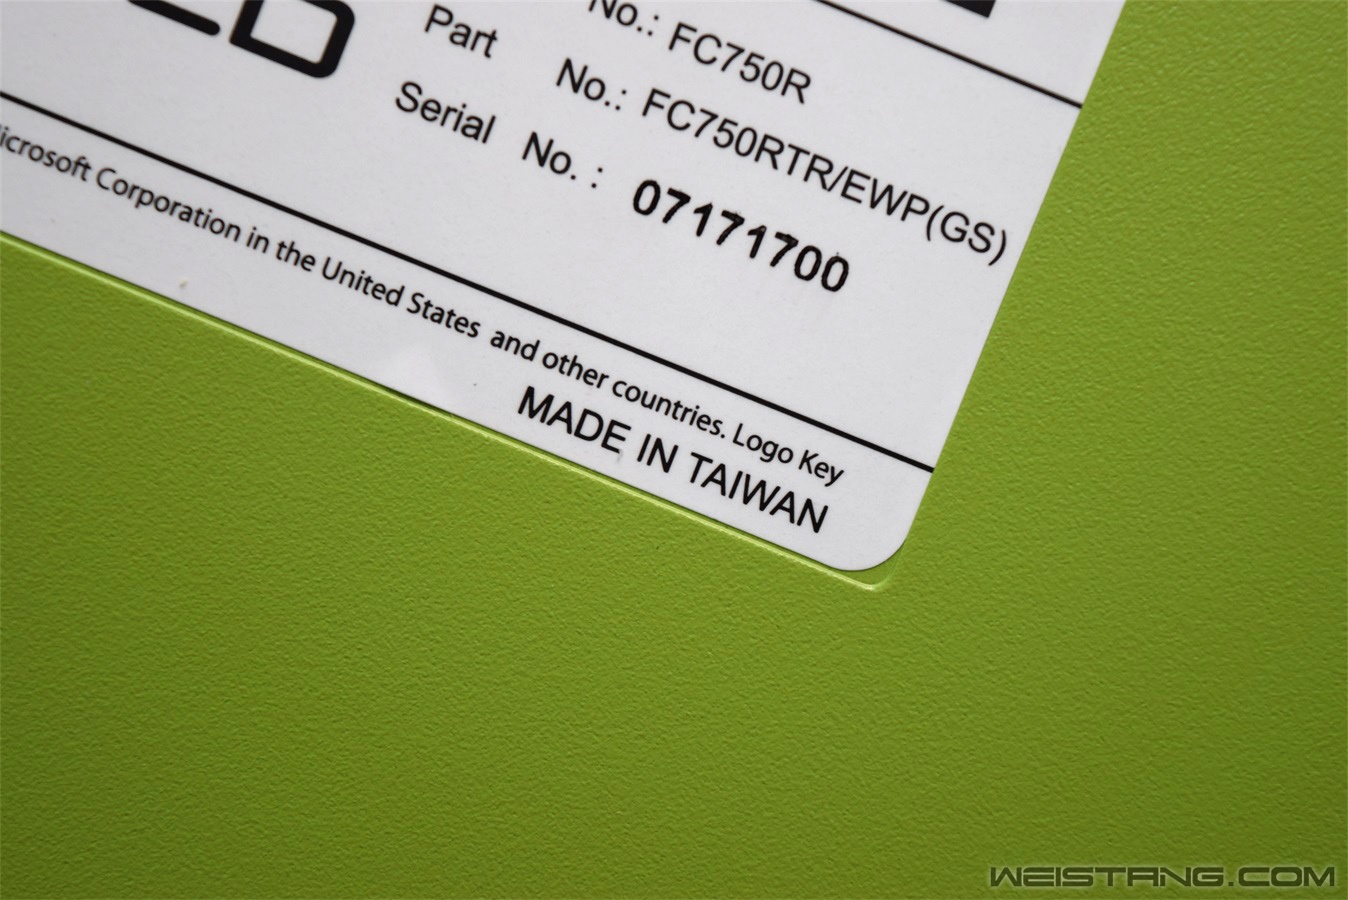 No.: FC750R
Part No.: FC750RTR/EWP(GS)
Serial No. : 07171700
Microsoft Corporation in the United States and other countries. Logo Key
MADE IN TAIWAN
WEISTANG.COM